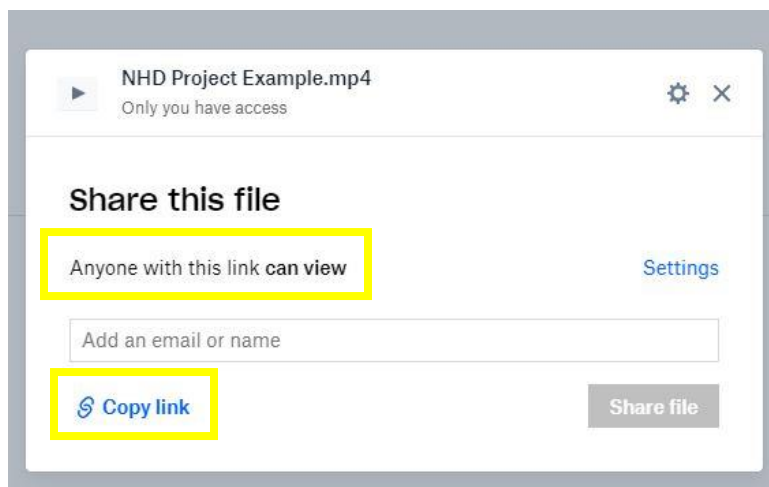 NHD Project Example.mp4
Only you have access
Share this file
Anyone with this link can view
Settings
Add an email or name
Copy link
Share file